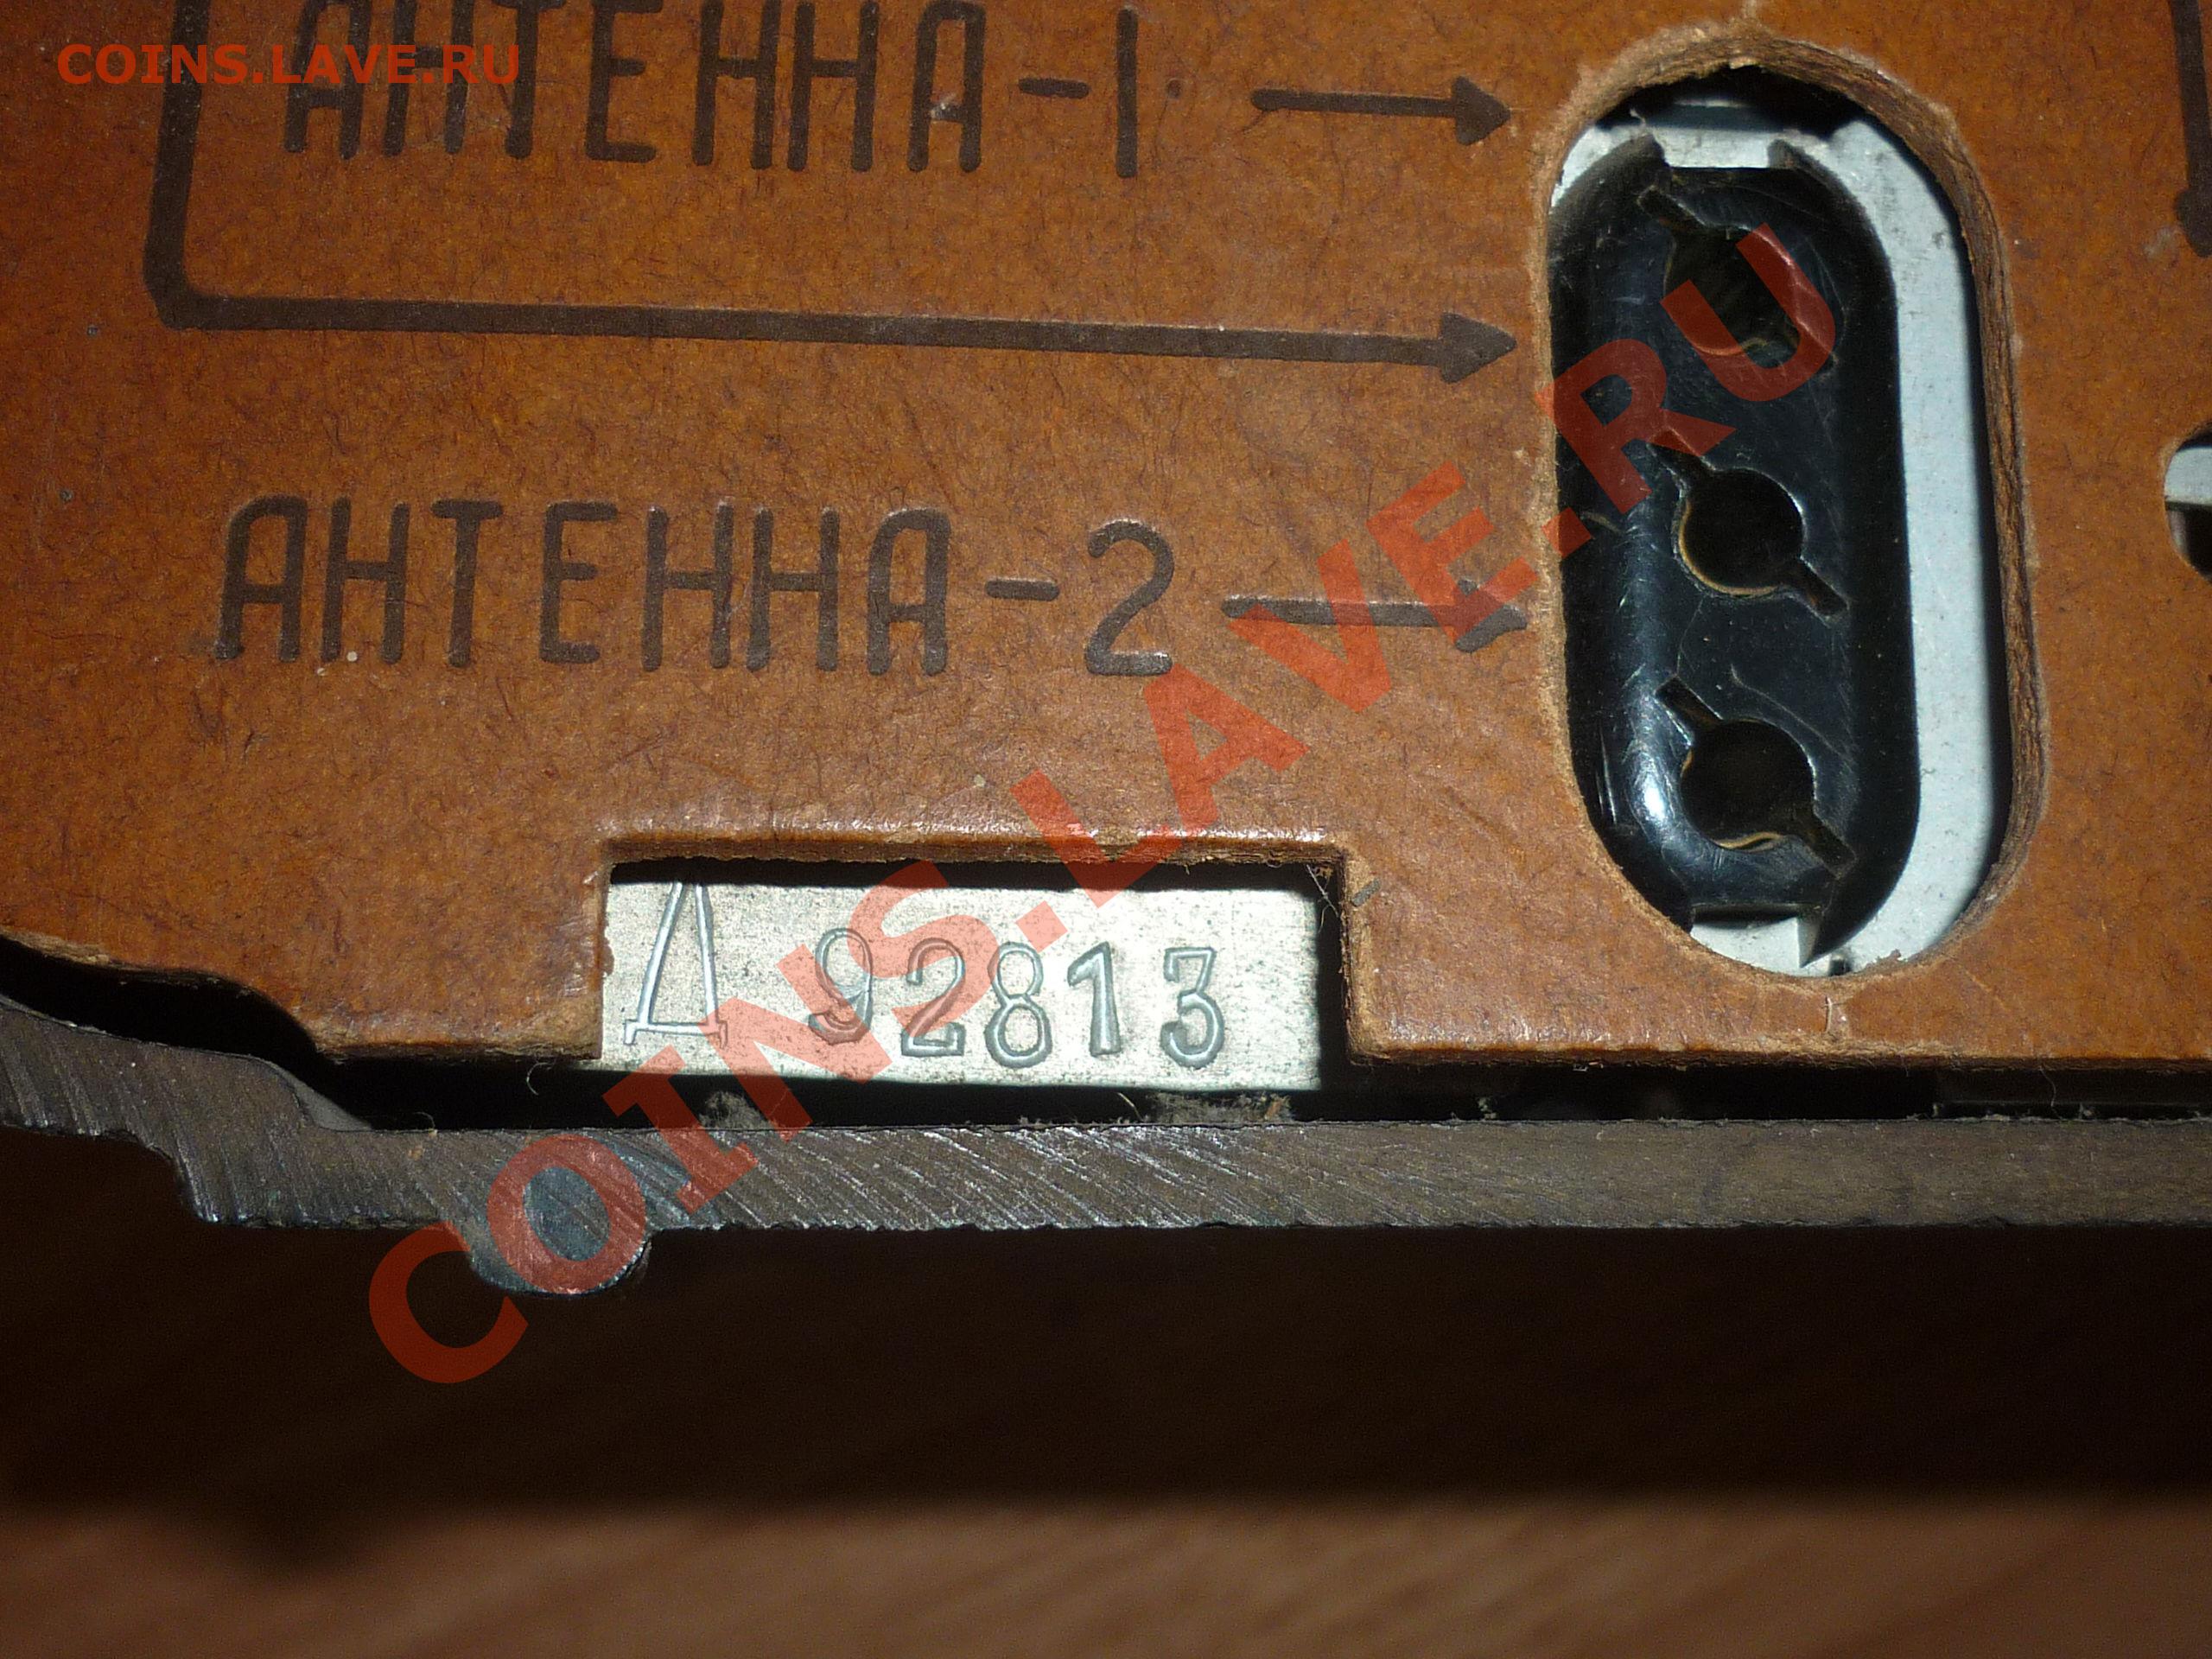 COINS.LAVE.RU
АНТЕННА-1
АНТЕННА-2
Д 92813
COINS.LAVE.RU